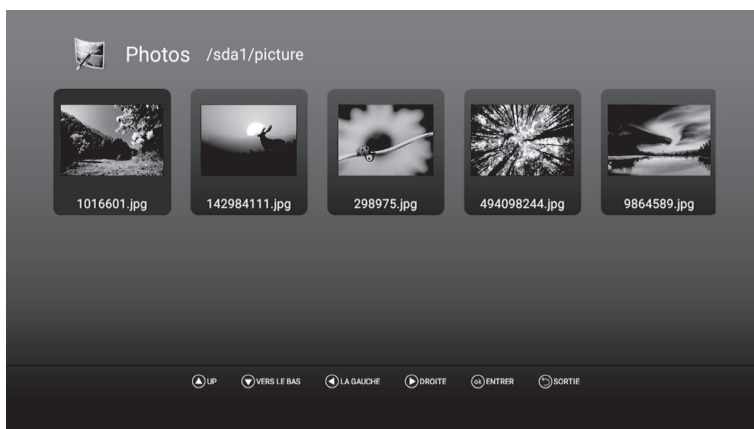 Photos /sda1/picture
1016601.jpg 142984111.jpg 298975.jpg 494098244.jpg 9864589.jpg
UP VERS LE BAS LA GAUCHE DROITE ok ENTRER SORTIE